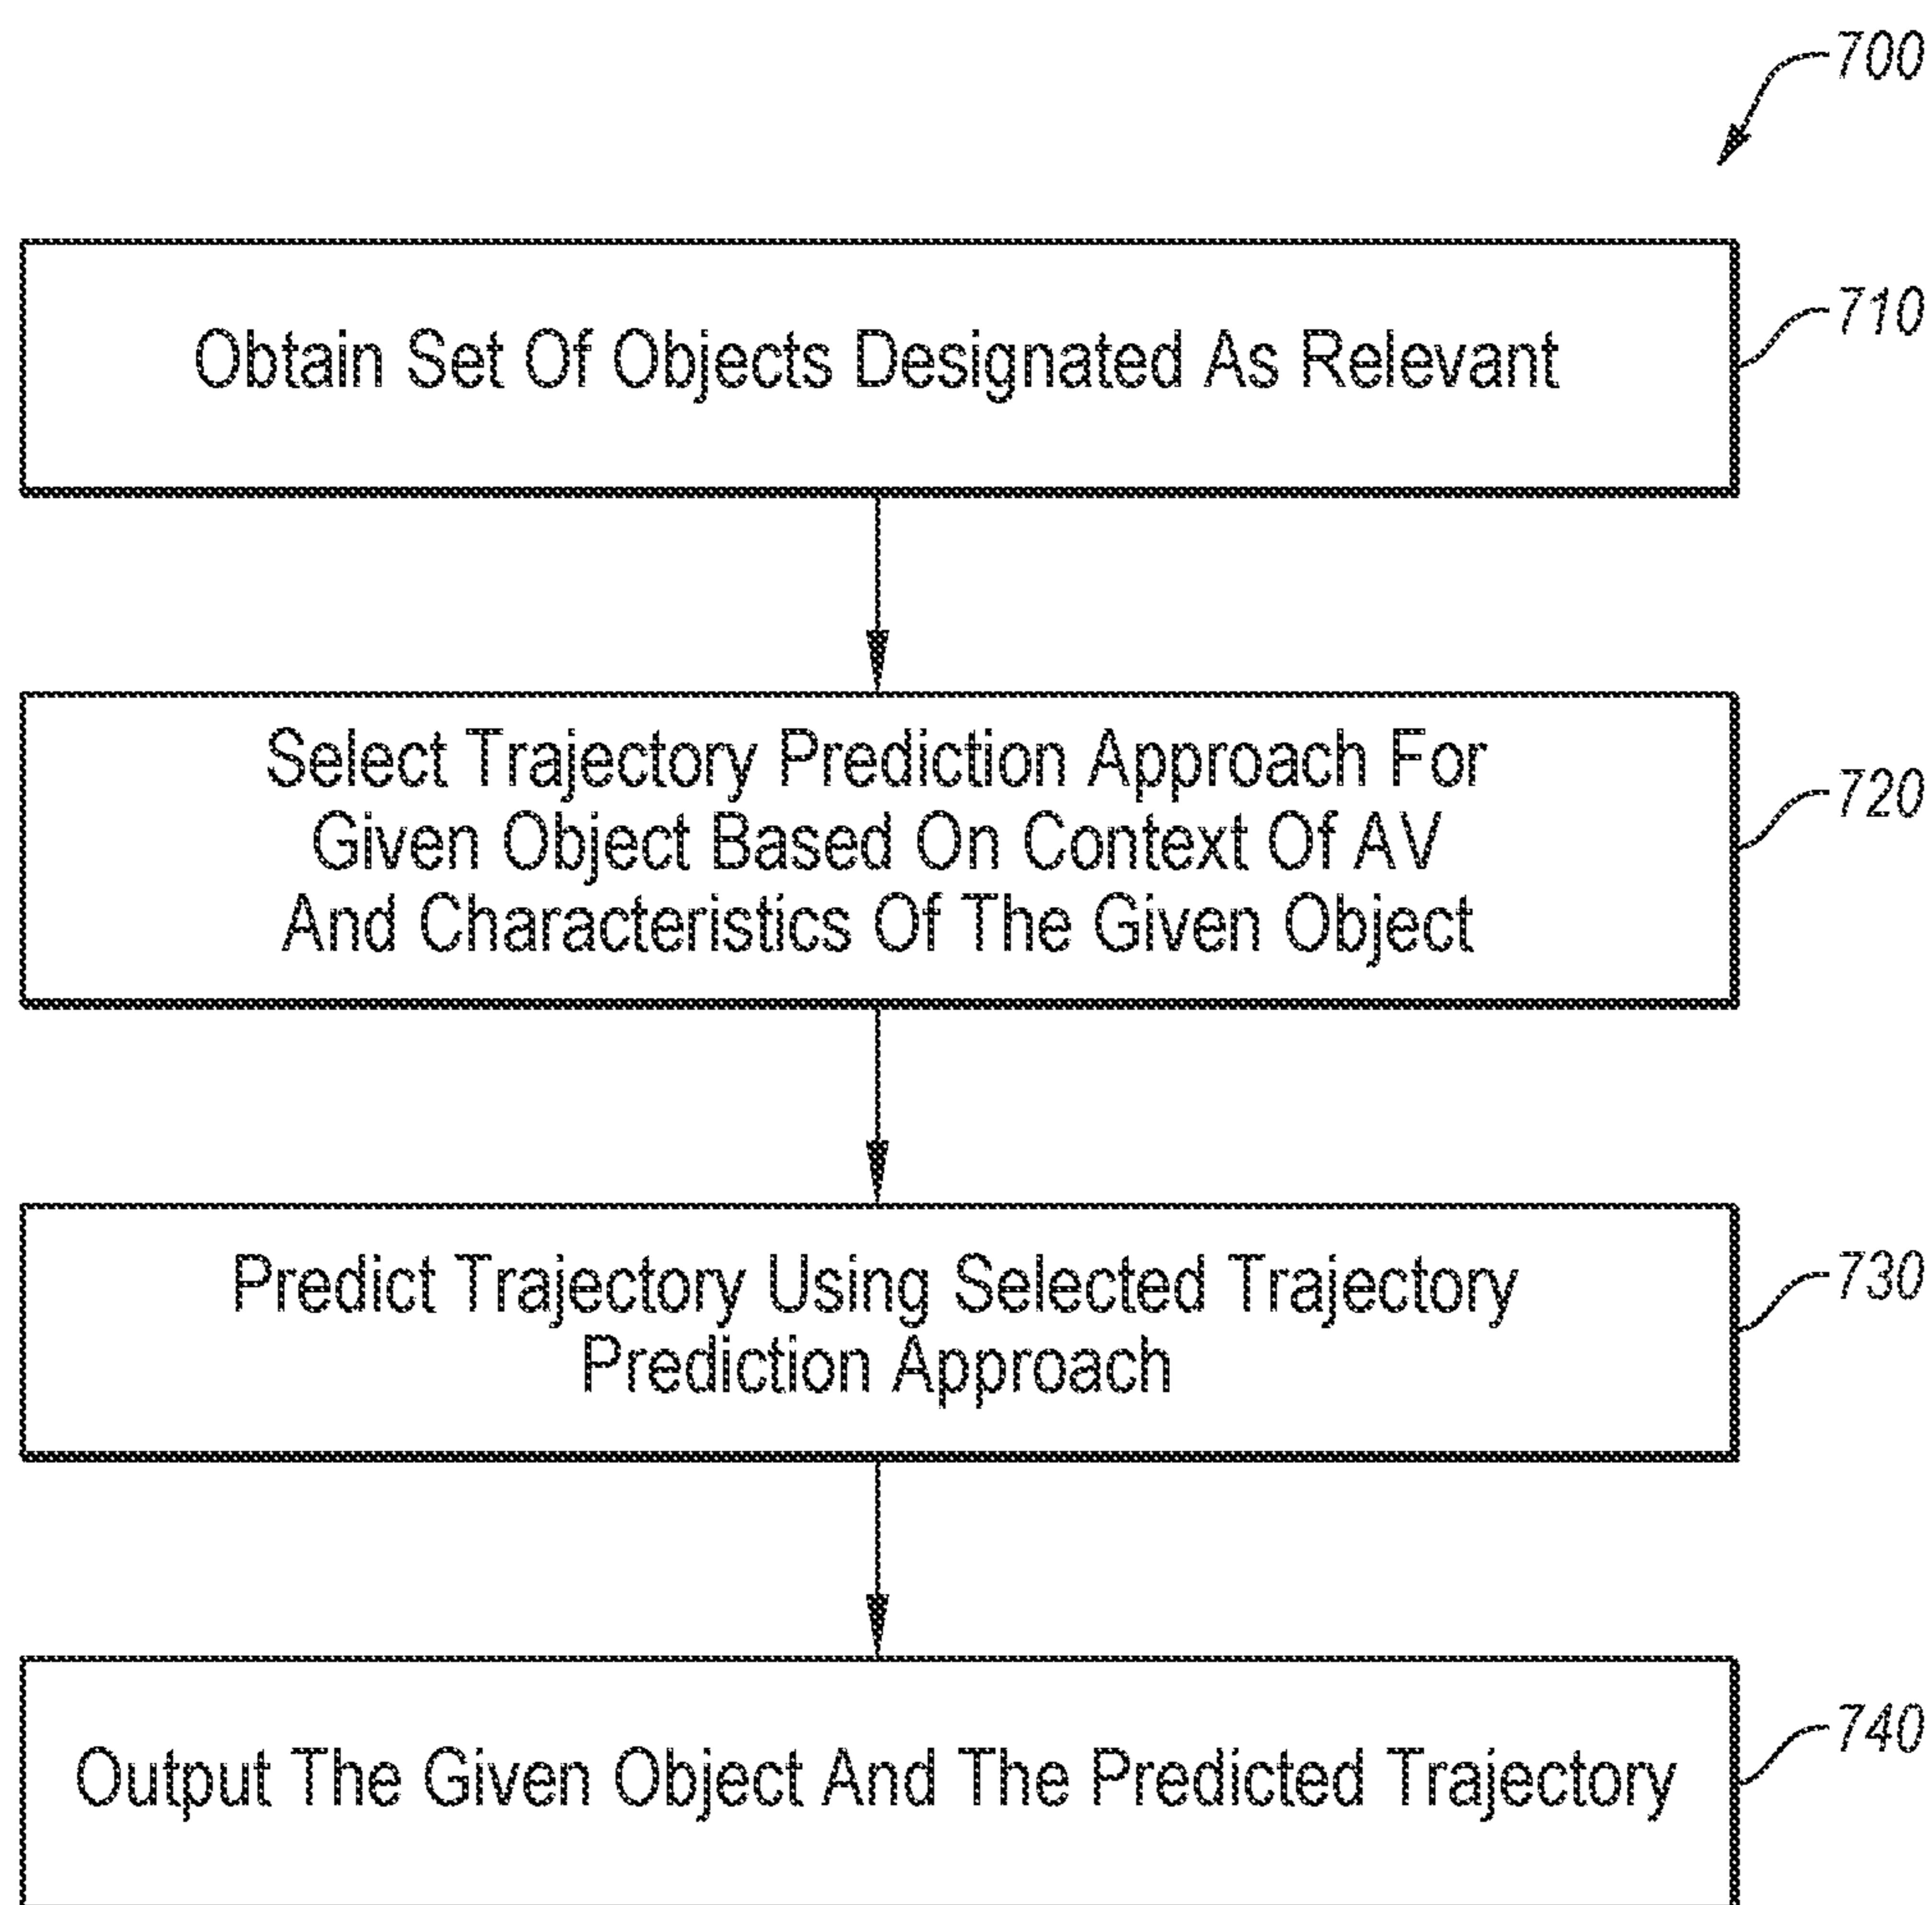 700
Obtain Set Of Objects Designated As Relevant
710
Select Trajectory Prediction Approach For
Given Object Based On Context Of AV
And Characteristics Of The Given Object
720
Predict Trajectory Using Selected Trajectory
Prediction Approach
730
Output The Given Object And The Predicted Trajectory
740